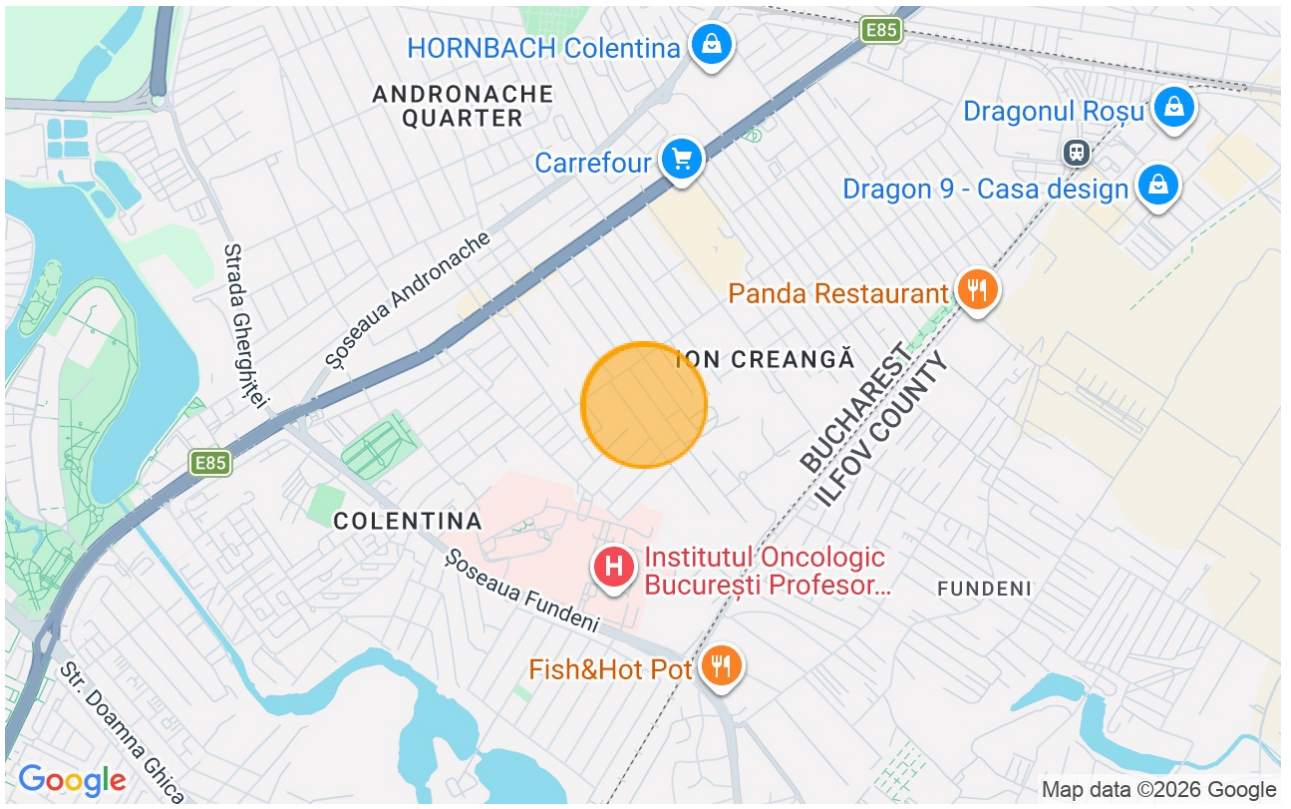 E85
HORNBACH Colentina
ANDRONACHE
QUARTER
Dragonul Roșu
Carrefour
Dragon 9 - Casa design
Șoseaua Andronache
Strada Gherghiței
Panda Restaurant
ION CREANGĂ
BUCHAREST
ILFOV COUNTY
E85
COLENTINA
Șoseaua Fundeni
Institutul Oncologic
București Profesor...
FUNDENI
Fish&Hot Pot
Str. Doamna Ghica
Google
Map data ©2026 Google